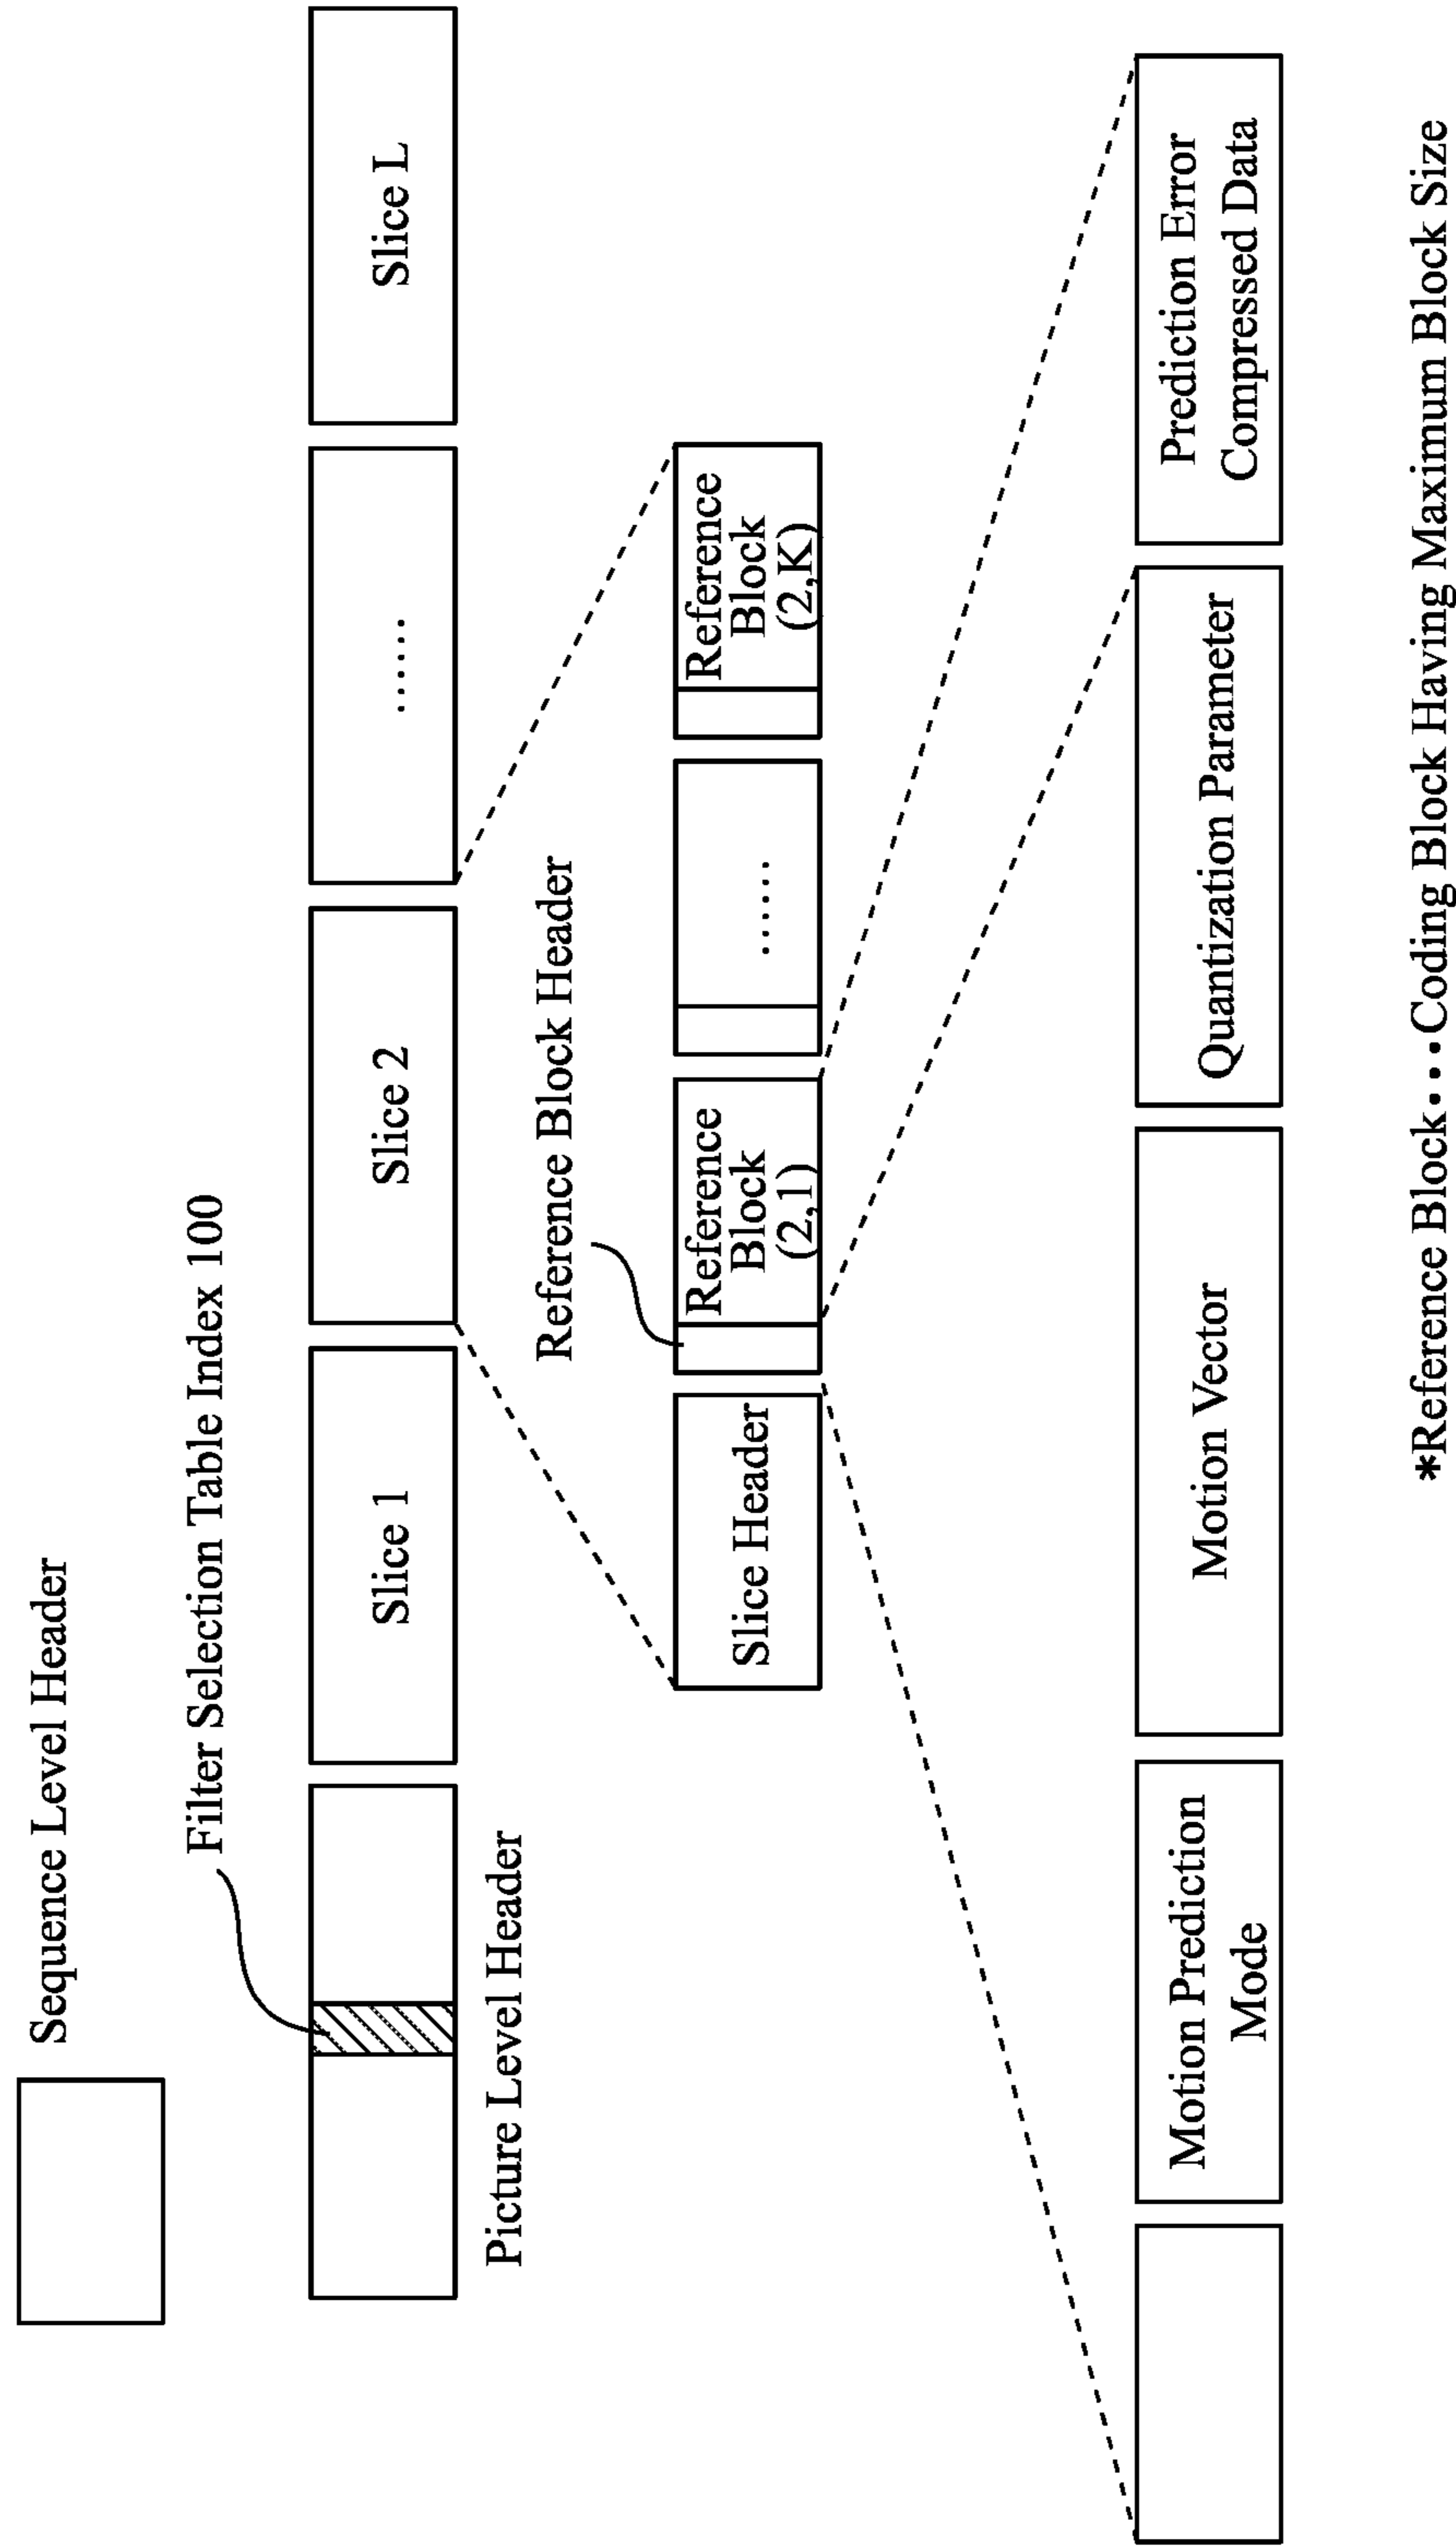 Sequence Level Header
Filter Selection Table Index 100
Slice 1
Slice 2
......
Slice L
Picture Level Header
Reference Block Header
Slice Header
Reference
Block
(2,1)
......
Reference
Block
(2,K)
Motion Prediction
Mode
Motion Vector
Quantization Parameter
Prediction Error
Compressed Data
*Reference Block•••Coding Block Having Maximum Block Size